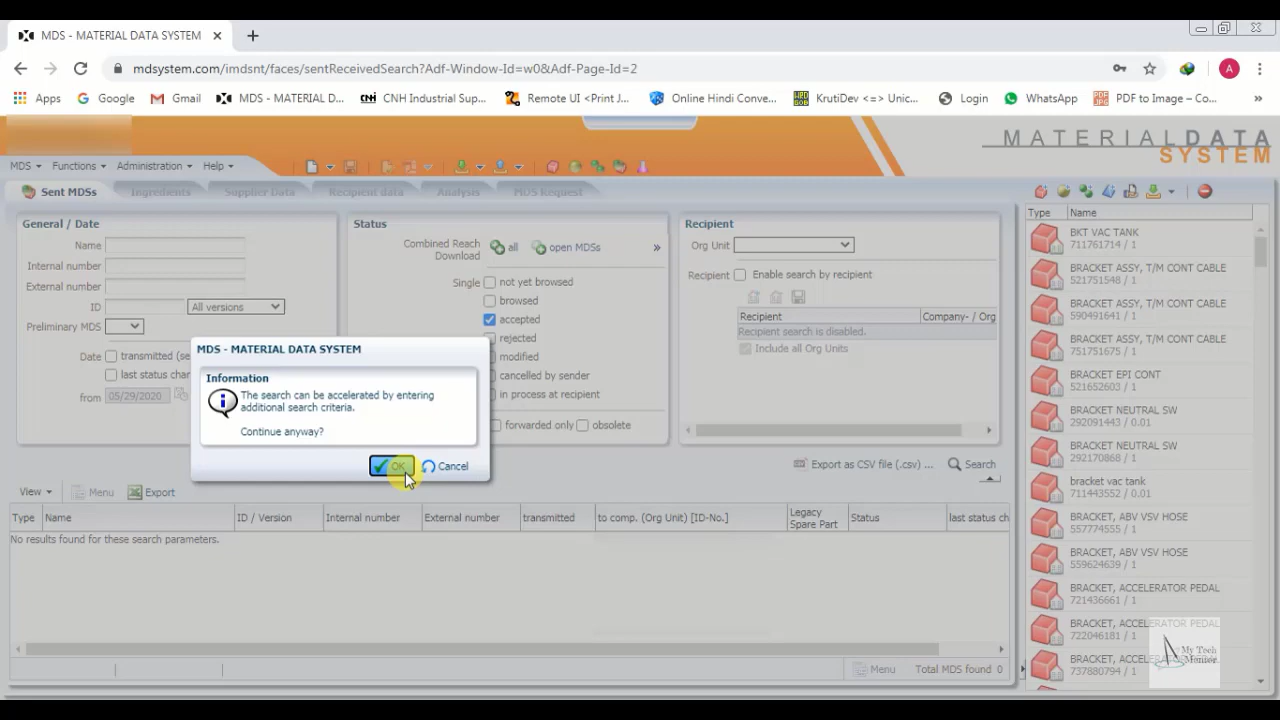 MDS - MATERIAL DATA SYSTEM
mdsystem.com/imdsnt/faces/sentReceivedSearch?Adf-Window-Id=w0&Adf-Page-Id=2
A
Apps Google Gmail MDS - MATERIAL D... CNH Industrial Sup... Remote UI <Print J... Online Hindi Conve... KrutiDev <=> Unic... Login WhatsApp PDF to Image – Co... »
MATERIALDATA
SYSTEM
MDS Functions Administration Help
Sent MDSs Ingredients Supplier Data Recipient data Analysis MDS Request
General / Date
Name
Internal number
External number
ID All versions
Preliminary MDS
Date transmitted (se
last status char
from 05/29/2020
Status
Combined Reach
Download
all open MDSs »
Single not yet browsed
browsed
accepted
rejected
modified
cancelled by sender
in process at recipient
forwarded only obsolete
Recipient
Org Unit
Recipient Enable search by recipient
Recipient Company- / Org
Recipient search is disabled.
Include all Org Units
MDS - MATERIAL DATA SYSTEM
Information
The search can be accelerated by entering
additional search criteria.
Continue anyway?
OK Cancel
Export as CSV file (.csv) ... Search
View Menu Export
Type Name ID / Version Internal number External number transmitted to comp. (Org Unit) [ID-No.] Legacy
Spare Part Status last status ch
No results found for these search parameters.
Menu Total MDS found 0
Type Name
BKT VAC TANK
711761714 / 1
BRACKET ASSY, T/M CONT CABLE
521751548 / 1
BRACKET ASSY, T/M CONT CABLE
590491641 / 1
BRACKET ASSY, T/M CONT CABLE
751751675 / 1
BRACKET EPI CONT
521652603 / 1
BRACKET NEUTRAL SW
292091443 / 0.01
BRACKET NEUTRAL SW
292170868 / 1
bracket vac tank
711443552 / 0.01
BRACKET, ABV VSV HOSE
557774555 / 1
BRACKET, ABV VSV HOSE
559624639 / 1
BRACKET, ACCELERATOR PEDAL
721436661 / 1
BRACKET, ACCELERATOR PEDAL
722046181 / 1
BRACKET, ACCELERATOR PEDAL
737880794 / 1
My Tech
Monitor